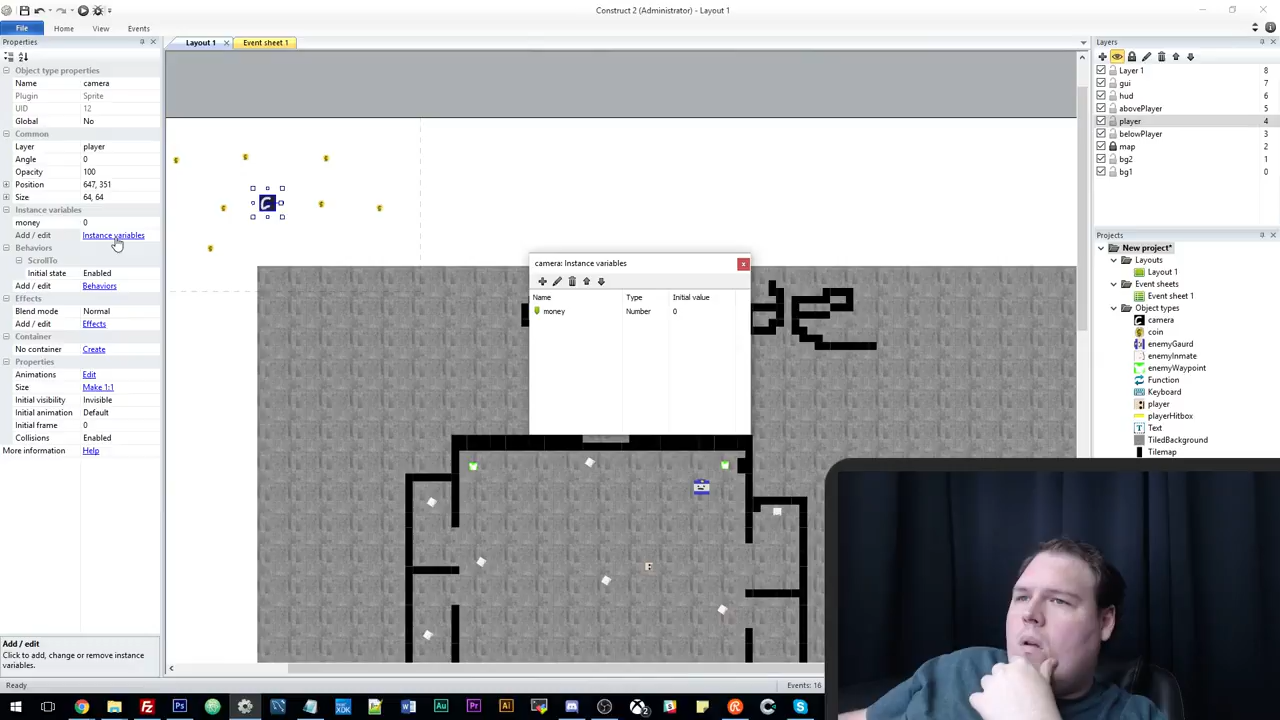 Construct 2 (Administrator) - Layout 1
File Home View Events
Properties
Layout 1 Event sheet 1
Object type properties
Name camera
Plugin Sprite
UID 12
Global No
Common
Layer player
Angle 0
Opacity 100
Position 647, 351
Size 64, 64
Instance variables
money 0
Add / edit Instance variables
Behaviors
ScrollTo
Initial state Enabled
Add / edit Behaviors
Effects
Blend mode Normal
Add / edit Effects
Container
No container Create
Properties
Animations Edit
Size Make 1:1
Initial visibility Invisible
Initial animation Default
Initial frame 0
Collisions Enabled
More information Help
Add / edit
Click to add, change or remove instance
variables.
C
camera: Instance variables
Name Type Initial value
money Number 0
Layers
Layer 1 8
gui 7
hud 6
abovePlayer 5
player 4
belowPlayer 3
map 2
bg2 1
bg1 0
Projects
New project*
Layouts
Layout 1
Event sheets
Event sheet 1
Object types
camera
coin
enemyGaurd
enemyInmate
enemyWaypoint
Function
Keyboard
player
playerHitbox
Text
TiledBackground
Tilemap
Ready
Events: 16